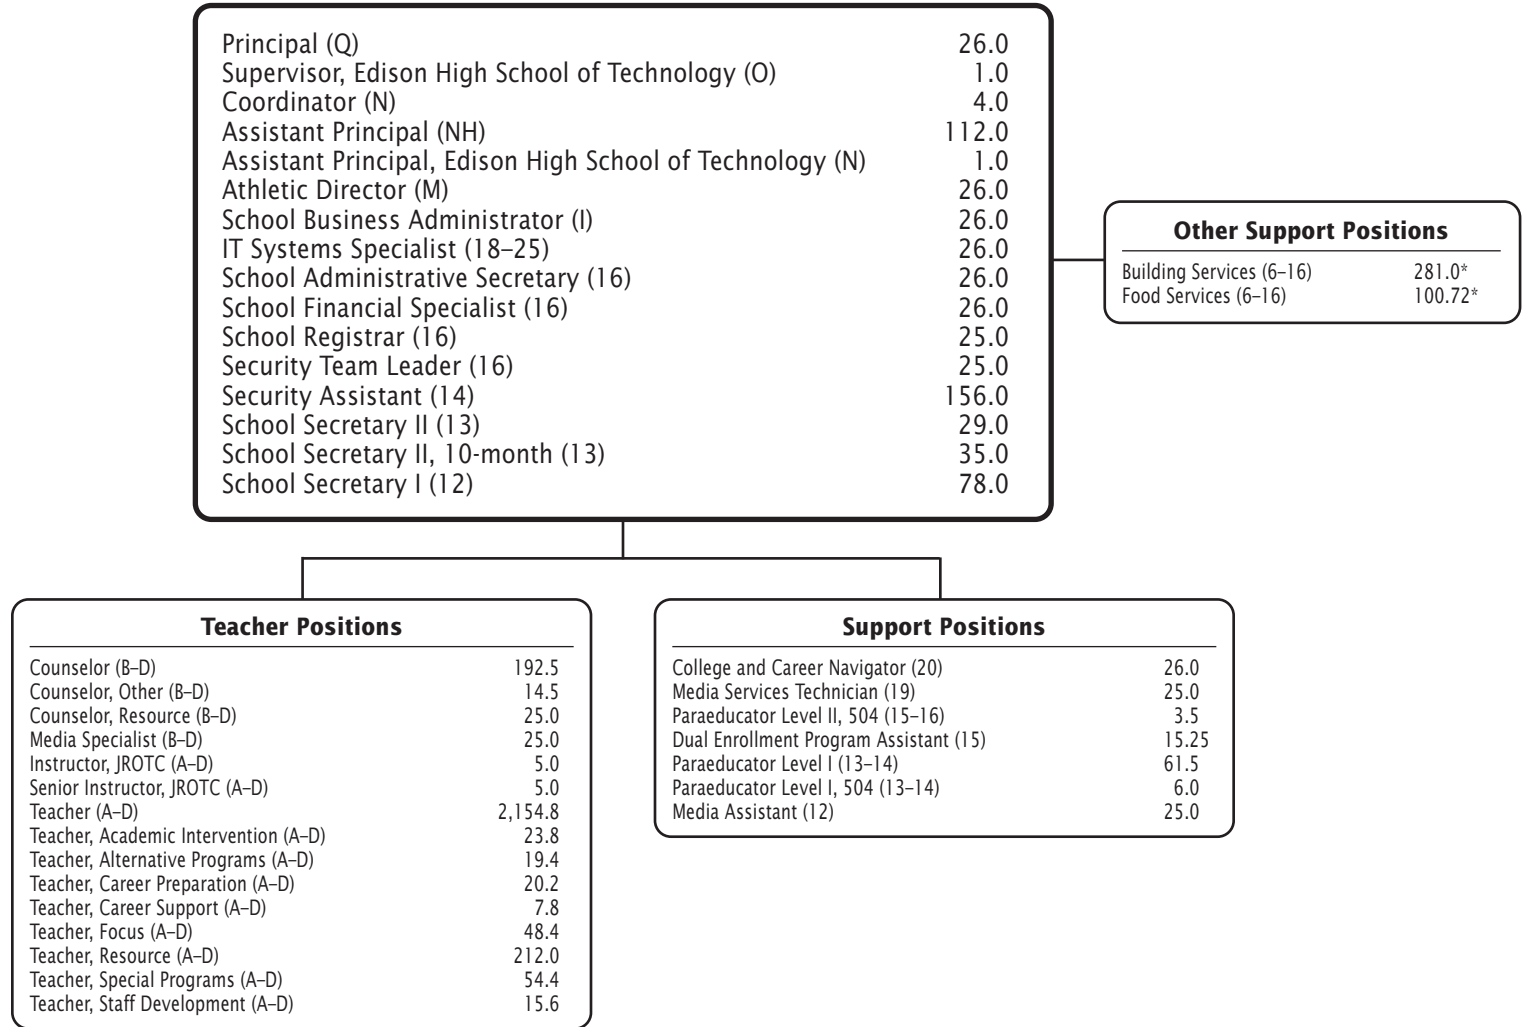 Principal (Q) 26.0
Supervisor, Edison High School of Technology (O) 1.0
Coordinator (N) 4.0
Assistant Principal (NH) 112.0
Assistant Principal, Edison High School of Technology (N) 1.0
Athletic Director (M) 26.0
School Business Administrator (I) 26.0
IT Systems Specialist (18–25) 26.0
School Administrative Secretary (16) 26.0
School Financial Specialist (16) 26.0
School Registrar (16) 25.0
Security Team Leader (16) 25.0
Security Assistant (14) 156.0
School Secretary II (13) 29.0
School Secretary II, 10-month (13) 35.0
School Secretary I (12) 78.0
Other Support Positions
Building Services (6–16) 281.0*
Food Services (6–16) 100.72*
Teacher Positions
Counselor (B–D) 192.5
Counselor, Other (B–D) 14.5
Counselor, Resource (B–D) 25.0
Media Specialist (B–D) 25.0
Instructor, JROTC (A–D) 5.0
Senior Instructor, JROTC (A–D) 5.0
Teacher (A–D) 2,154.8
Teacher, Academic Intervention (A–D) 23.8
Teacher, Alternative Programs (A–D) 19.4
Teacher, Career Preparation (A–D) 20.2
Teacher, Career Support (A–D) 7.8
Teacher, Focus (A–D) 48.4
Teacher, Resource (A–D) 212.0
Teacher, Special Programs (A–D) 54.4
Teacher, Staff Development (A–D) 15.6
Support Positions
College and Career Navigator (20) 26.0
Media Services Technician (19) 25.0
Paraeducator Level II, 504 (15–16) 3.5
Dual Enrollment Program Assistant (15) 15.25
Paraeducator Level I (13–14) 61.5
Paraeducator Level I, 504 (13–14) 6.0
Media Assistant (12) 25.0